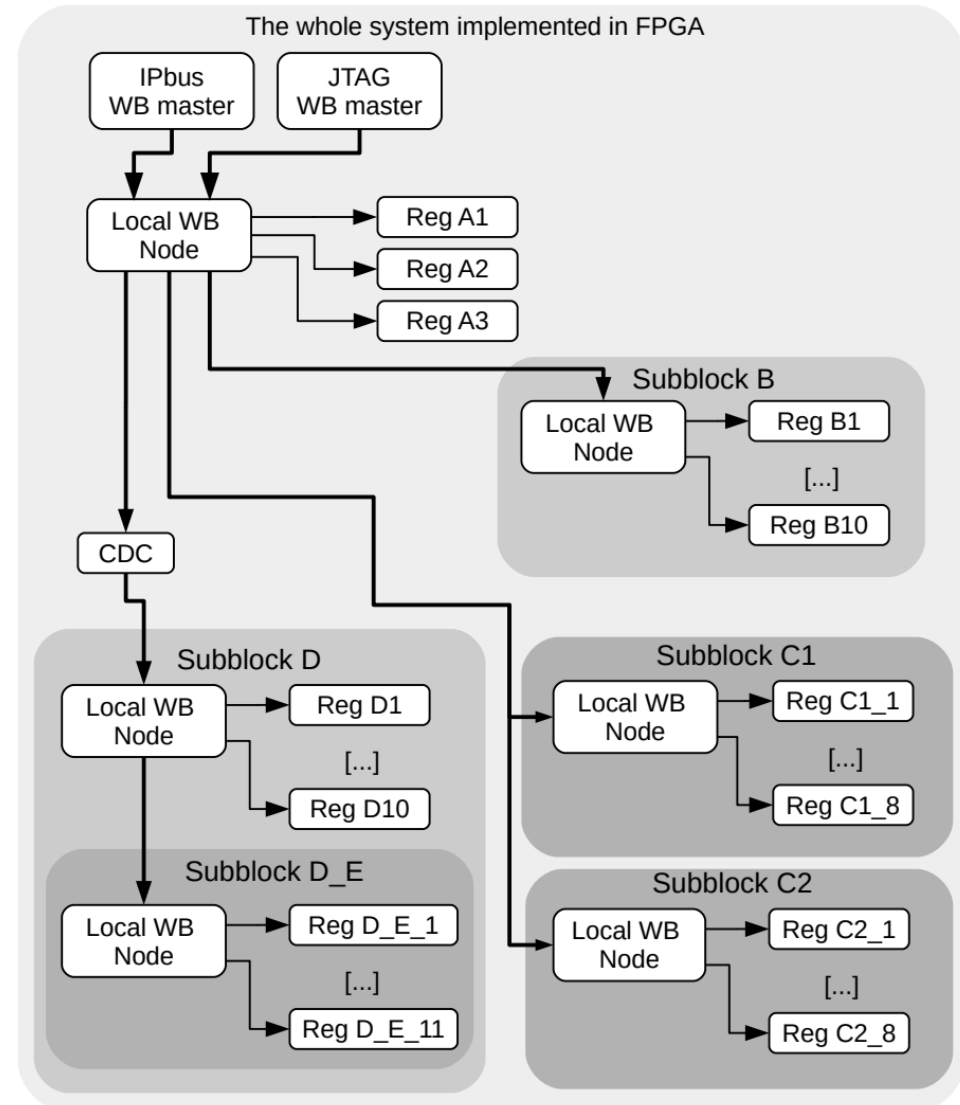 The whole system implemented in FPGA
IPbus
WB master
JTAG
WB master
Local WB
Node
Reg A1
Reg A2
Reg A3
Subblock B
Local WB
Node
Reg B1
[...]
Reg B10
CDC
Subblock D
Local WB
Node
Reg D1
[...]
Reg D10
Subblock D_E
Local WB
Node
Reg D_E_1
[...]
Reg D_E_11
Subblock C1
Local WB
Node
Reg C1_1
[...]
Reg C1_8
Subblock C2
Local WB
Node
Reg C2_1
[...]
Reg C2_8